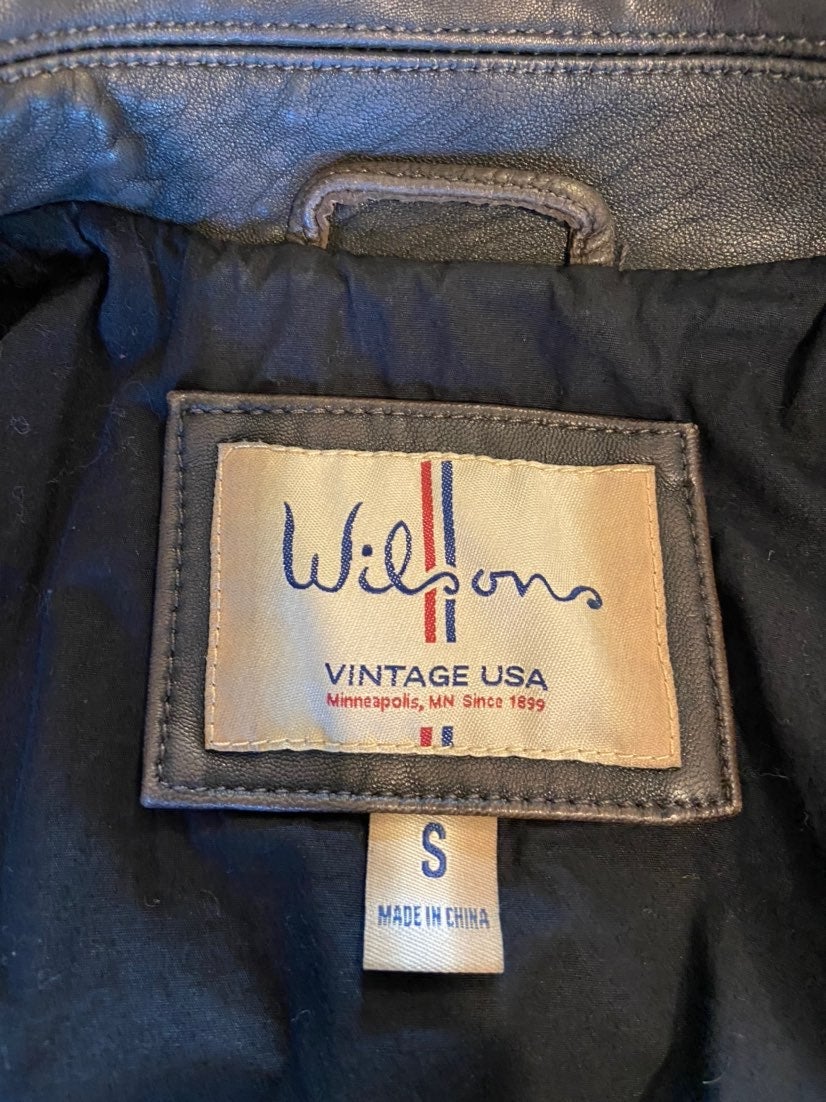 Wilsons
VINTAGE USA
Minneapolis, MN Since 1899
S
MADE IN CHINA